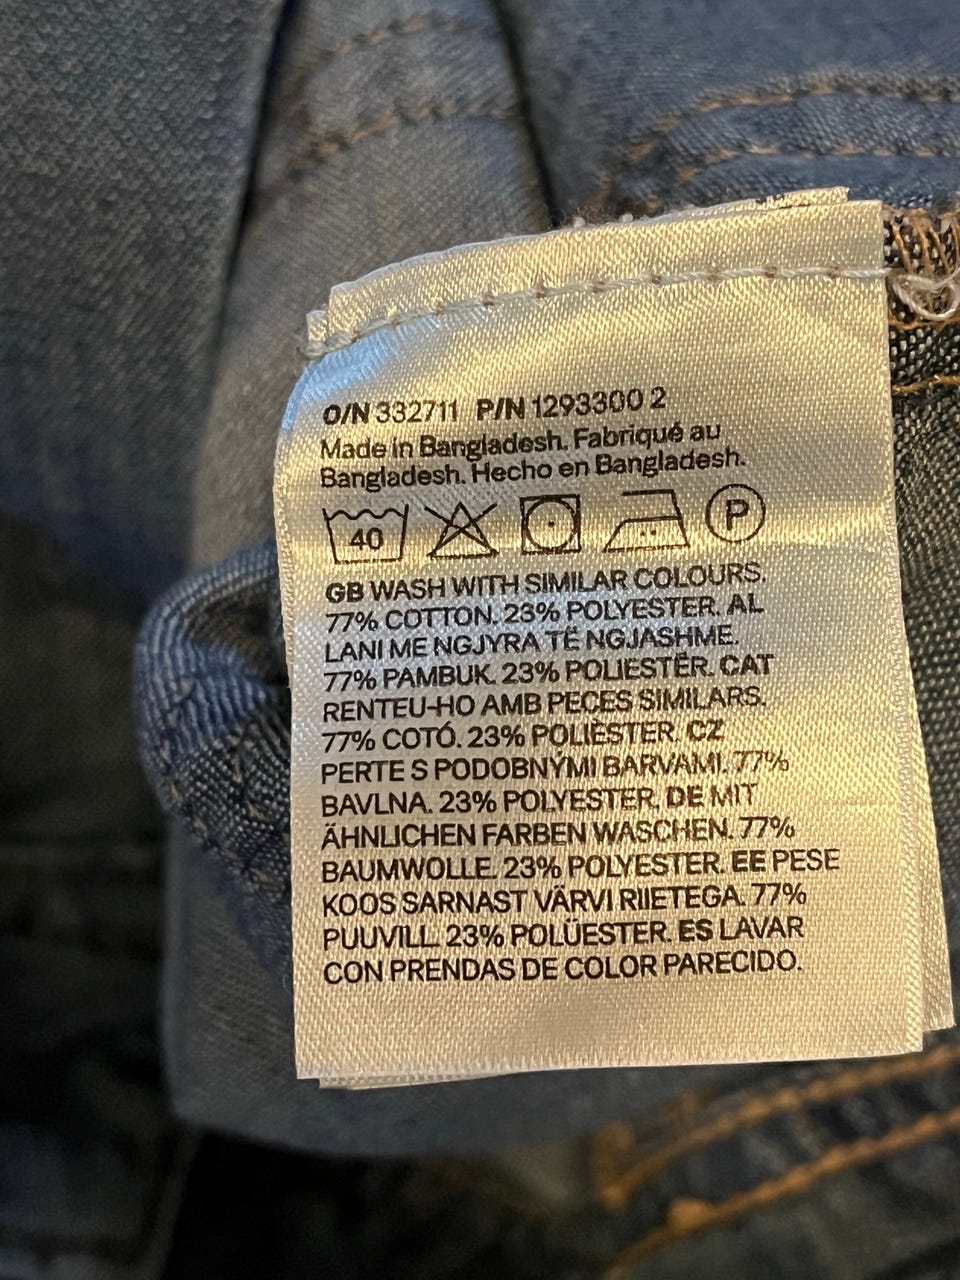 O/N 332711 P/N 1293300 2
Made in Bangladesh. Fabriqué au
Bangladesh. Hecho en Bangladesh.
40 P
GB WASH WITH SIMILAR COLOURS.
77% COTTON. 23% POLYESTER. AL
LANI ME NGJYRA TË NGJASHME.
77% PAMBUK. 23% POLIESTËR. CAT
RENTEU-HO AMB PECES SIMILARS.
77% COTÓ. 23% POLIÈSTER. CZ
PERTE S PODOBNÝMI BARVAMI. 77%
BAVLNA. 23% POLYESTER. DE MIT
ÄHNLICHEN FARBEN WASCHEN. 77%
BAUMWOLLE. 23% POLYESTER. EE PESE
KOOS SARNAST VÄRVI RIIETEGA. 77%
PUUVILL. 23% POLÜESTER. ES LAVAR
CON PRENDAS DE COLOR PARECIDO.